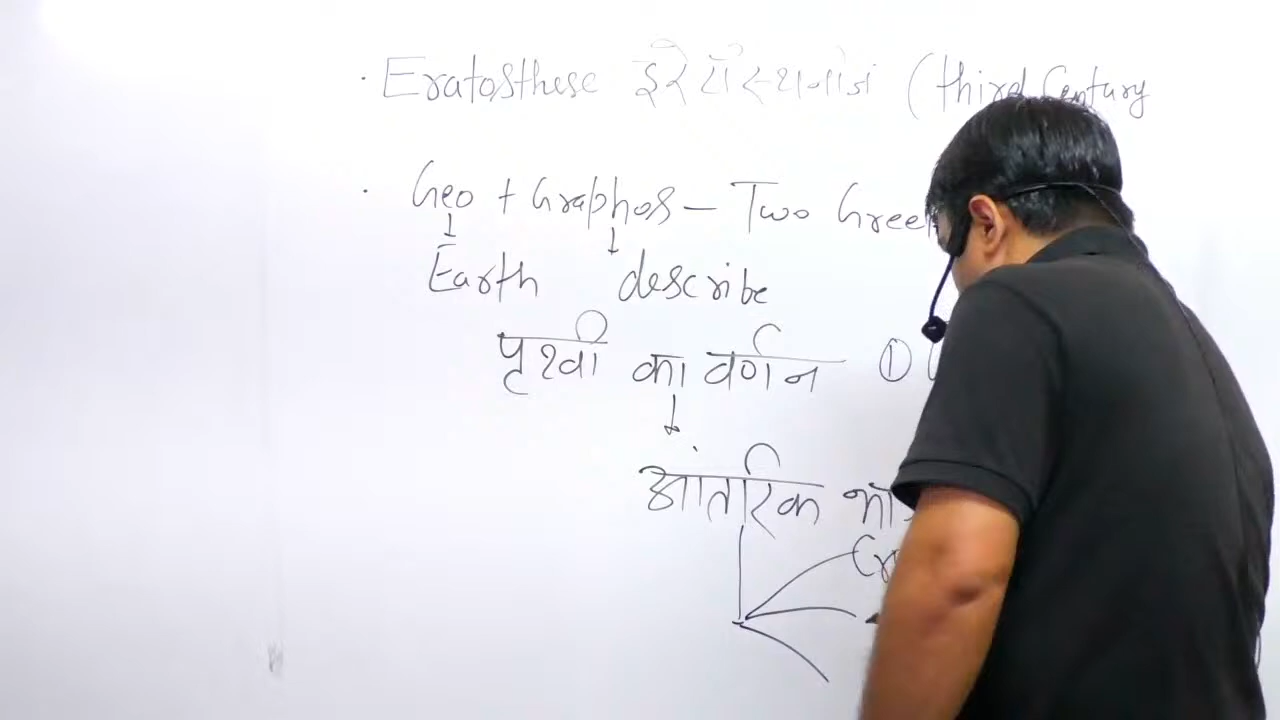 · Eratosthese इरेटॉस्थनीज (third Century
· Geo + Graphos – Two Greek
Earth describe
पृथ्वी का वर्णन ①
आंतरिक